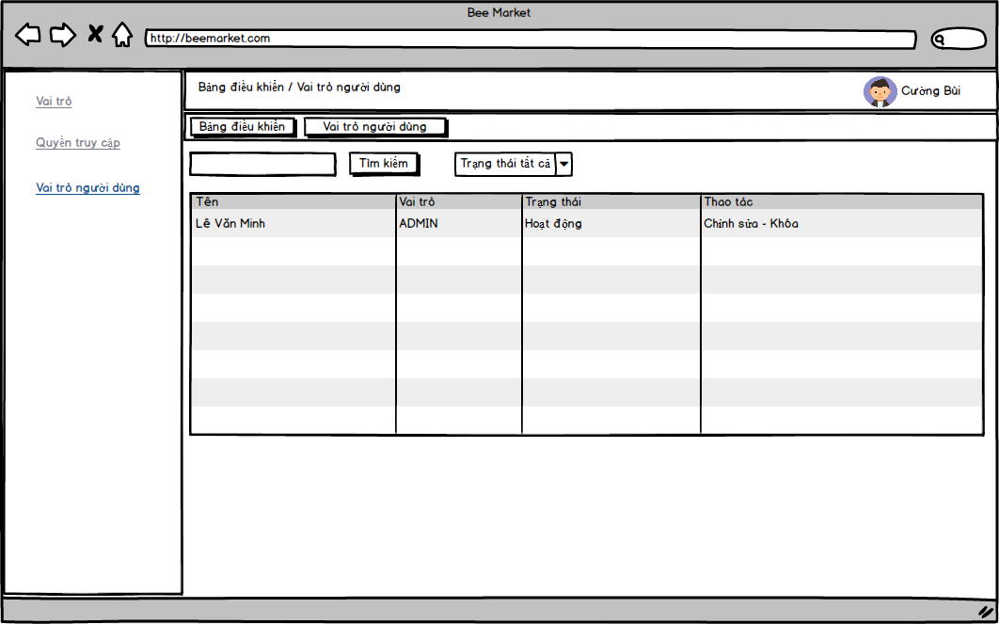 Bee Market
http://beemarket.com
Vai trò
Quyền truy cập
Vai trò người dùng
Bảng điều khiển / Vai trò người dùng
Cường Bùi
Bảng điều khiển
Vai trò người dùng
Tìm kiếm
Trạng thái tất cả
Tên Vai trò Trạng thái Thao tác
Lê Văn Minh ADMIN Hoạt động Chỉnh sửa - Khóa